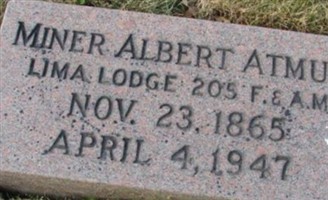 MINER ALBERT ATMU
LIMA LODGE 205 F. & A. M
NOV. 23, 1865
APRIL 4, 1947